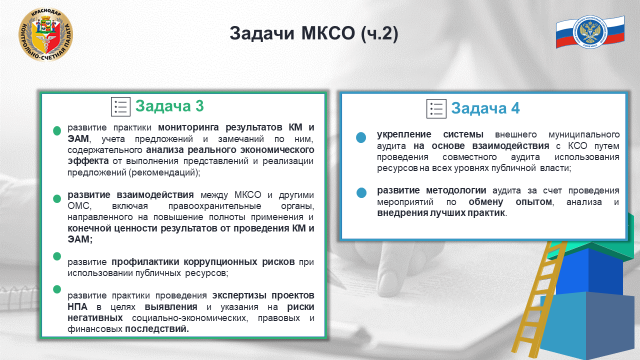 КРАСНОДАР
КОНТРОЛЬНО-СЧЕТНАЯ ПАЛАТА
Задачи МКСО (ч.2)
Задача 3
развитие практики мониторинга результатов КМ и
ЭАМ, учета предложений и замечаний по ним,
содержательного анализа реального экономического
эффекта от выполнения представлений и реализации
предложений (рекомендаций);
развитие взаимодействия между МКСО и другими
ОМС, включая правоохранительные органы,
направленного на повышение полноты применения и
конечной ценности результатов от проведения КМ и
ЭАМ;
развитие профилактики коррупционных рисков при
использовании публичных ресурсов;
развитие практики проведения экспертизы проектов
НПА в целях выявления и указания на риски
негативных социально-экономических, правовых и
финансовых последствий.
Задача 4
укрепление системы внешнего муниципального
аудита на основе взаимодействия с КСО путем
проведения совместного аудита использования
ресурсов на всех уровнях публичной власти;
развитие методологии аудита за счет проведения
мероприятий по обмену опытом, анализа и
внедрения лучших практик.